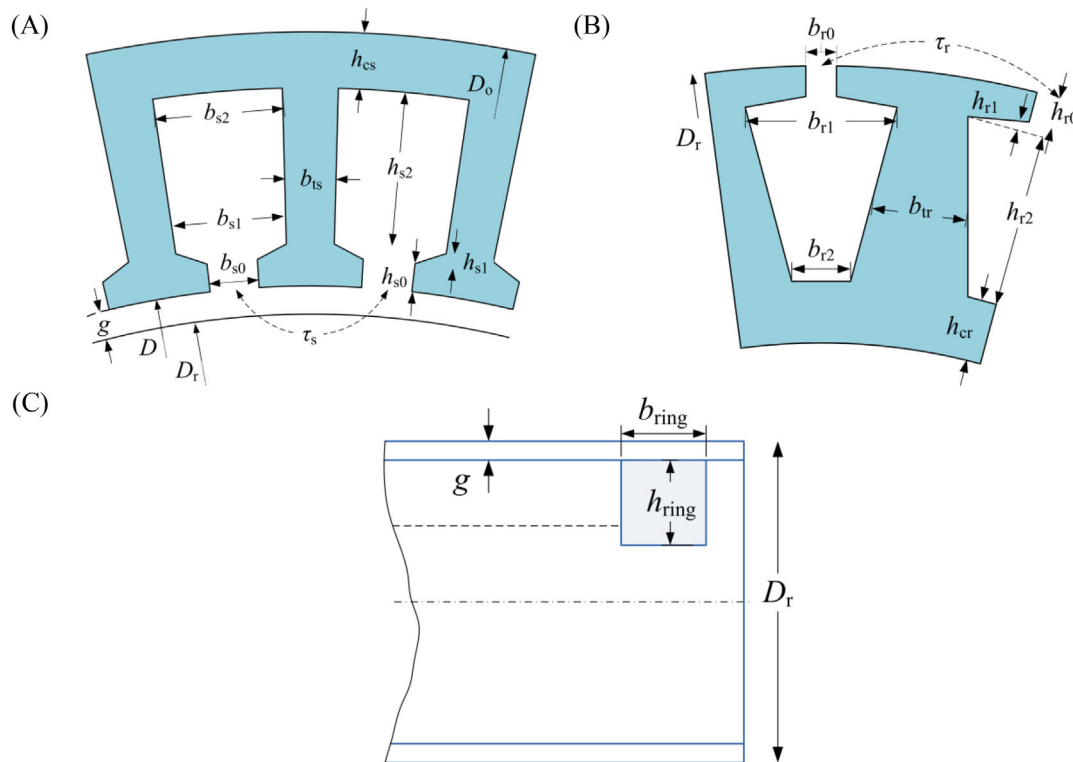 (A)
h_cs
D_o
b_s2
h_s2
b_ts
b_s1
b_s0
h_s1
h_s0
g
τ_s
D
D_r
(B)
b_r0
τ_r
h_r1
h_r0
D_r
b_r1
b_tr
h_r2
b_r2
h_cr
(C)
b_ring
g
h_ring
D_r